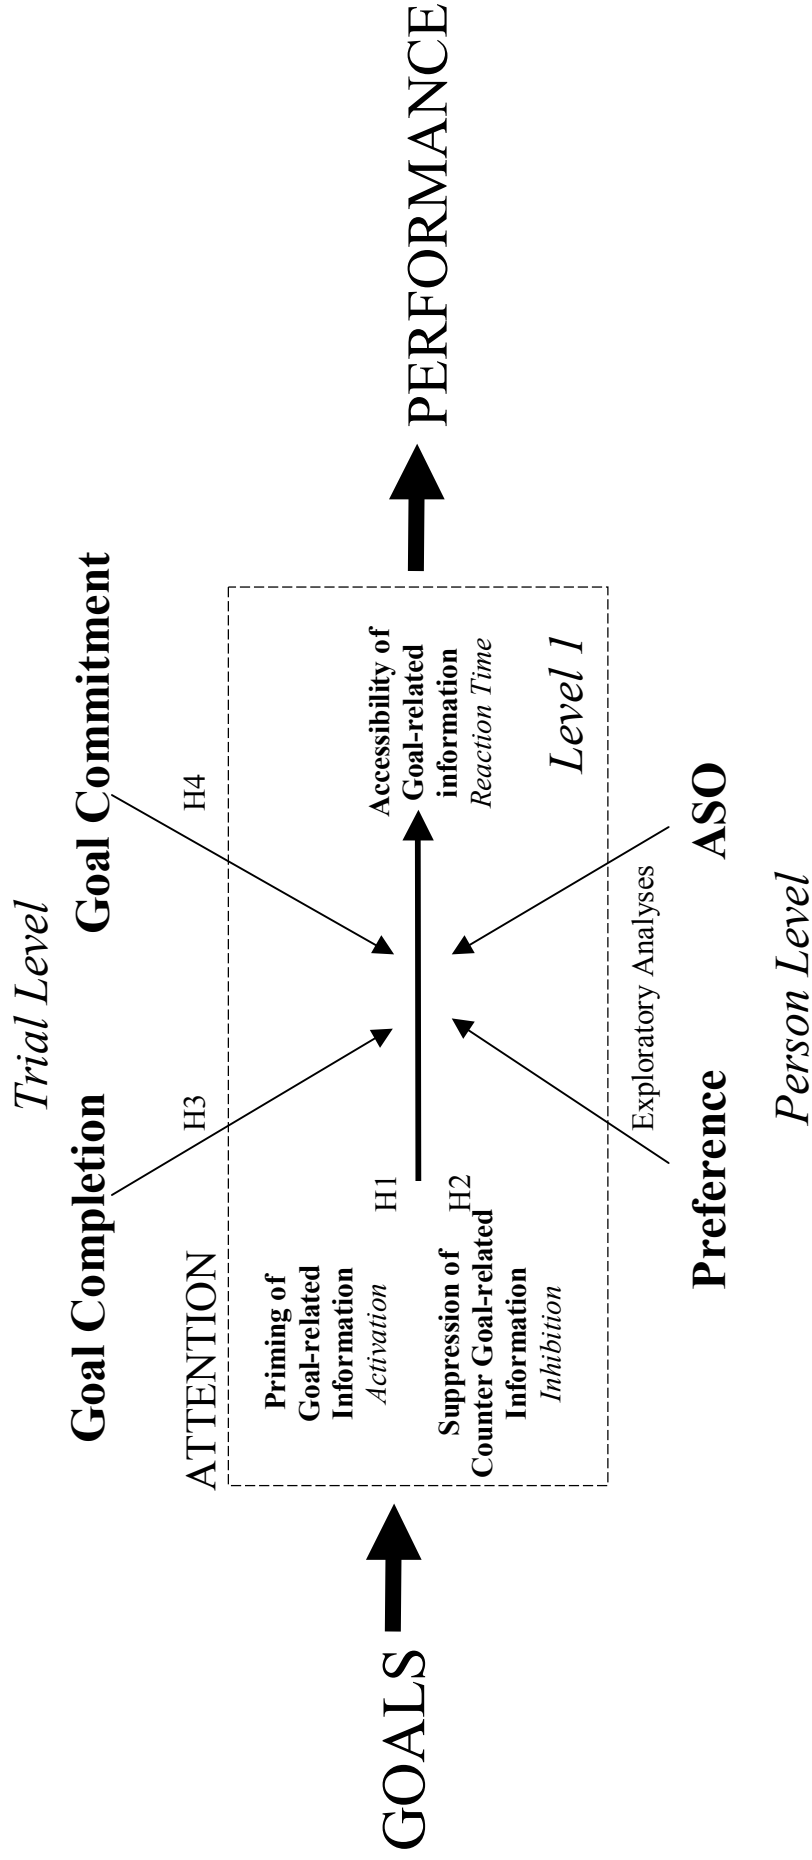 Trial Level
Goal Completion
Goal Commitment
H3
H4
ATTENTION
GOALS
Priming of
Goal-related
Information
Activation
H1
H2
Suppression of
Counter Goal-related
Information
Inhibition
Accessibility of
Goal-related
information
Reaction Time
Level 1
PERFORMANCE
Exploratory Analyses
Preference
ASO
Person Level